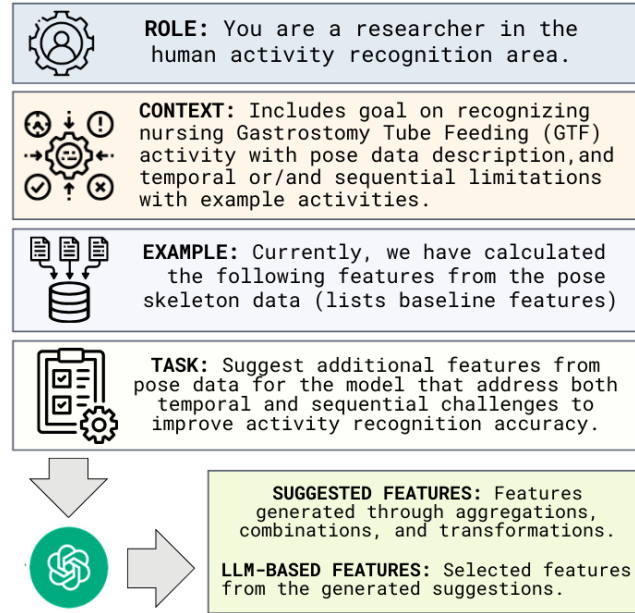 ROLE: You are a researcher in the
human activity recognition area.
CONTEXT: Includes goal on recognizing
nursing Gastrostomy Tube Feeding (GTF)
activity with pose data description,and
temporal or/and sequential limitations
with example activities.
EXAMPLE: Currently, we have calculated
the following features from the pose
skeleton data (lists baseline features)
TASK: Suggest additional features from
pose data for the model that address both
temporal and sequential challenges to
improve activity recognition accuracy.
SUGGESTED FEATURES: Features
generated through aggregations,
combinations, and transformations.
LLM-BASED FEATURES: Selected features
from the generated suggestions.